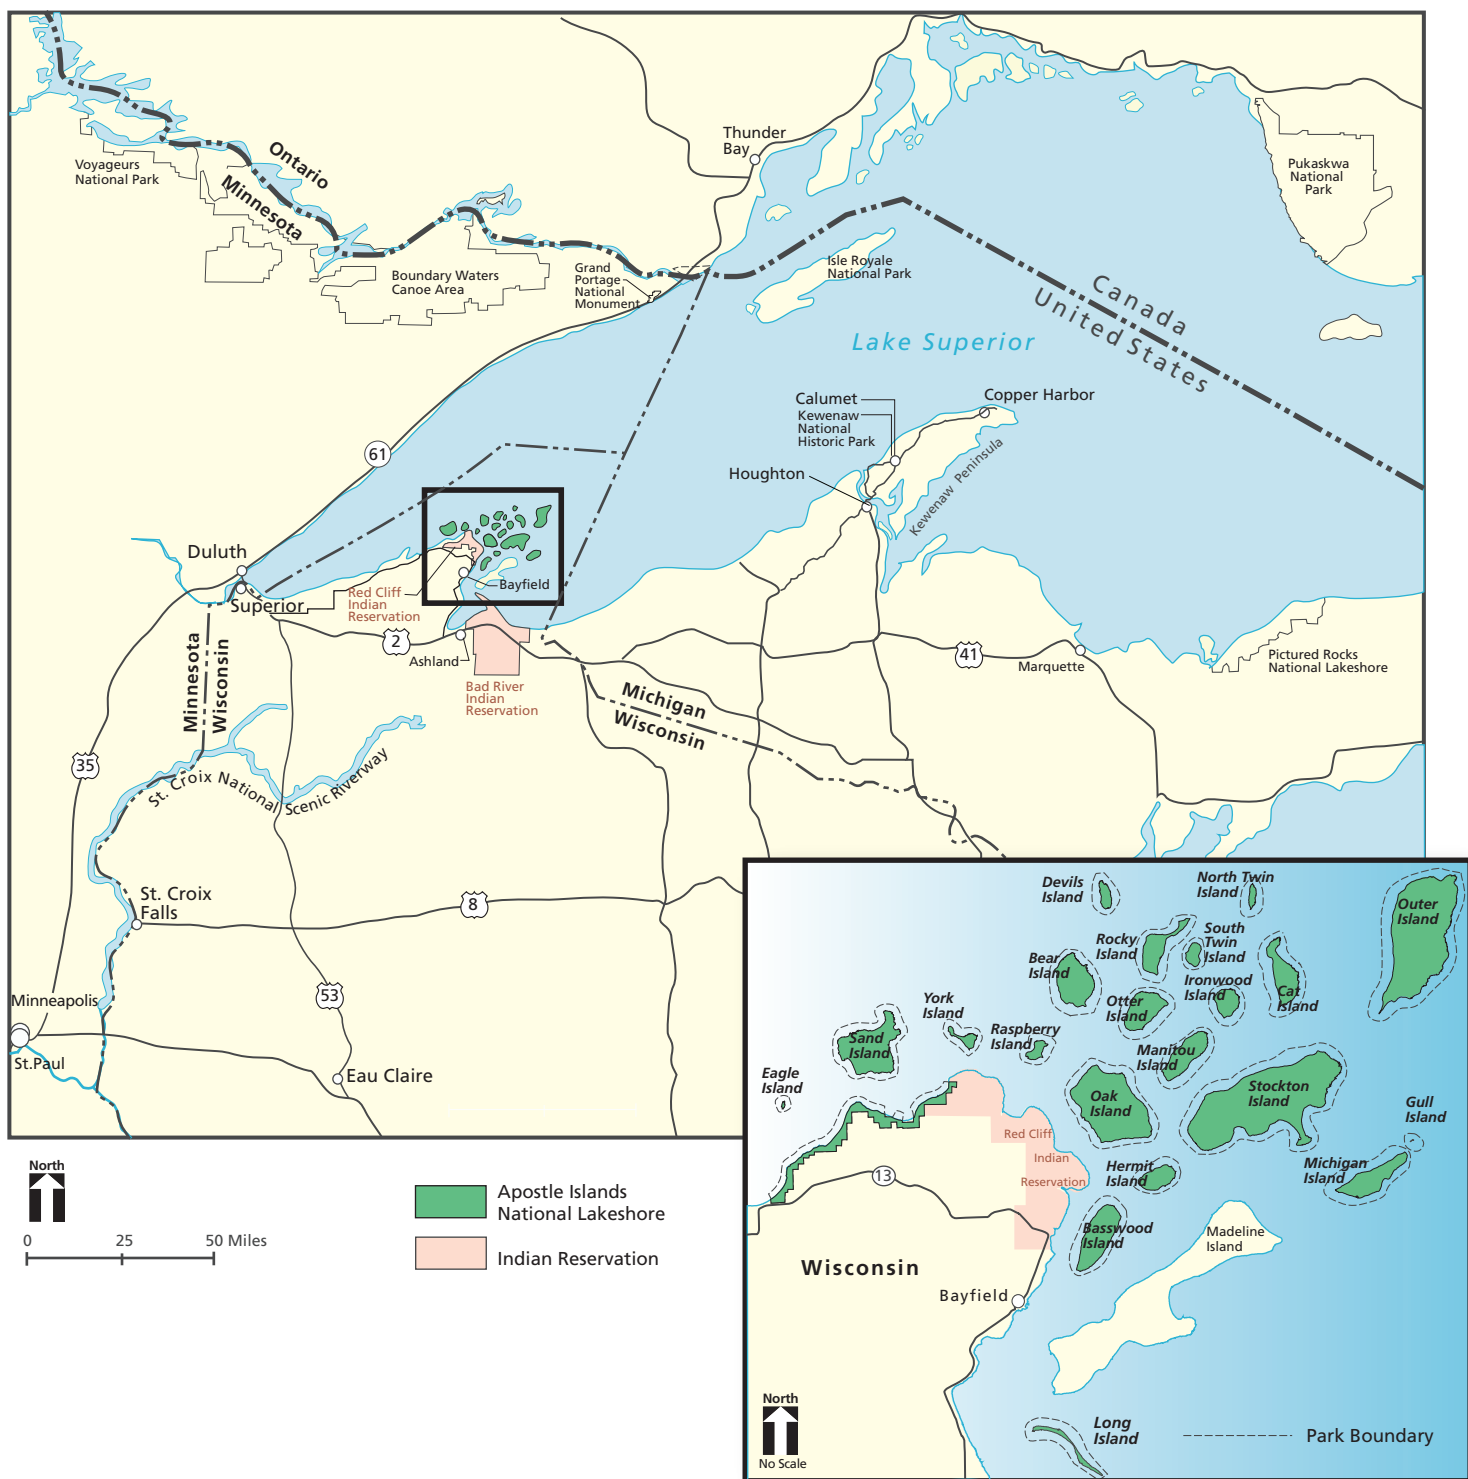 Thunder
Bay
Ontario
Minnesota
Voyageurs
National Park
Pukaskwa
National
Park
Boundary Waters
Canoe Area
Grand
Portage
National
Monument
Isle Royale
National Park
Canada
United States
Lake Superior
Calumet
Kewenaw
National
Historic Park
Copper Harbor
Houghton
Kewenaw Peninsula
61
Duluth
Superior
Red Cliff
Indian
Reservation
Bayfield
2
Ashland
Bad River
Indian
Reservation
41
Marquette
Pictured Rocks
National Lakeshore
Minnesota
Wisconsin
Michigan
Wisconsin
35
St. Croix National Scenic Riverway
St. Croix
Falls
8
53
Minneapolis
St.Paul
Eau Claire
North
0 25 50 Miles
Apostle Islands
National Lakeshore
Indian Reservation
Devils
Island
North Twin
Island
Outer
Island
Rocky
Island
South
Twin
Island
Bear
Island
Ironwood
Island
Cat
Island
Otter
Island
York
Island
Raspberry
Island
Sand
Island
Manitou
Island
Eagle
Island
Oak
Island
Stockton
Island
Gull
Island
Red Cliff
Indian
Reservation
Hermit
Island
Michigan
Island
13
Basswood
Island
Madeline
Island
Wisconsin
Bayfield
North
No Scale
Long
Island
Park Boundary